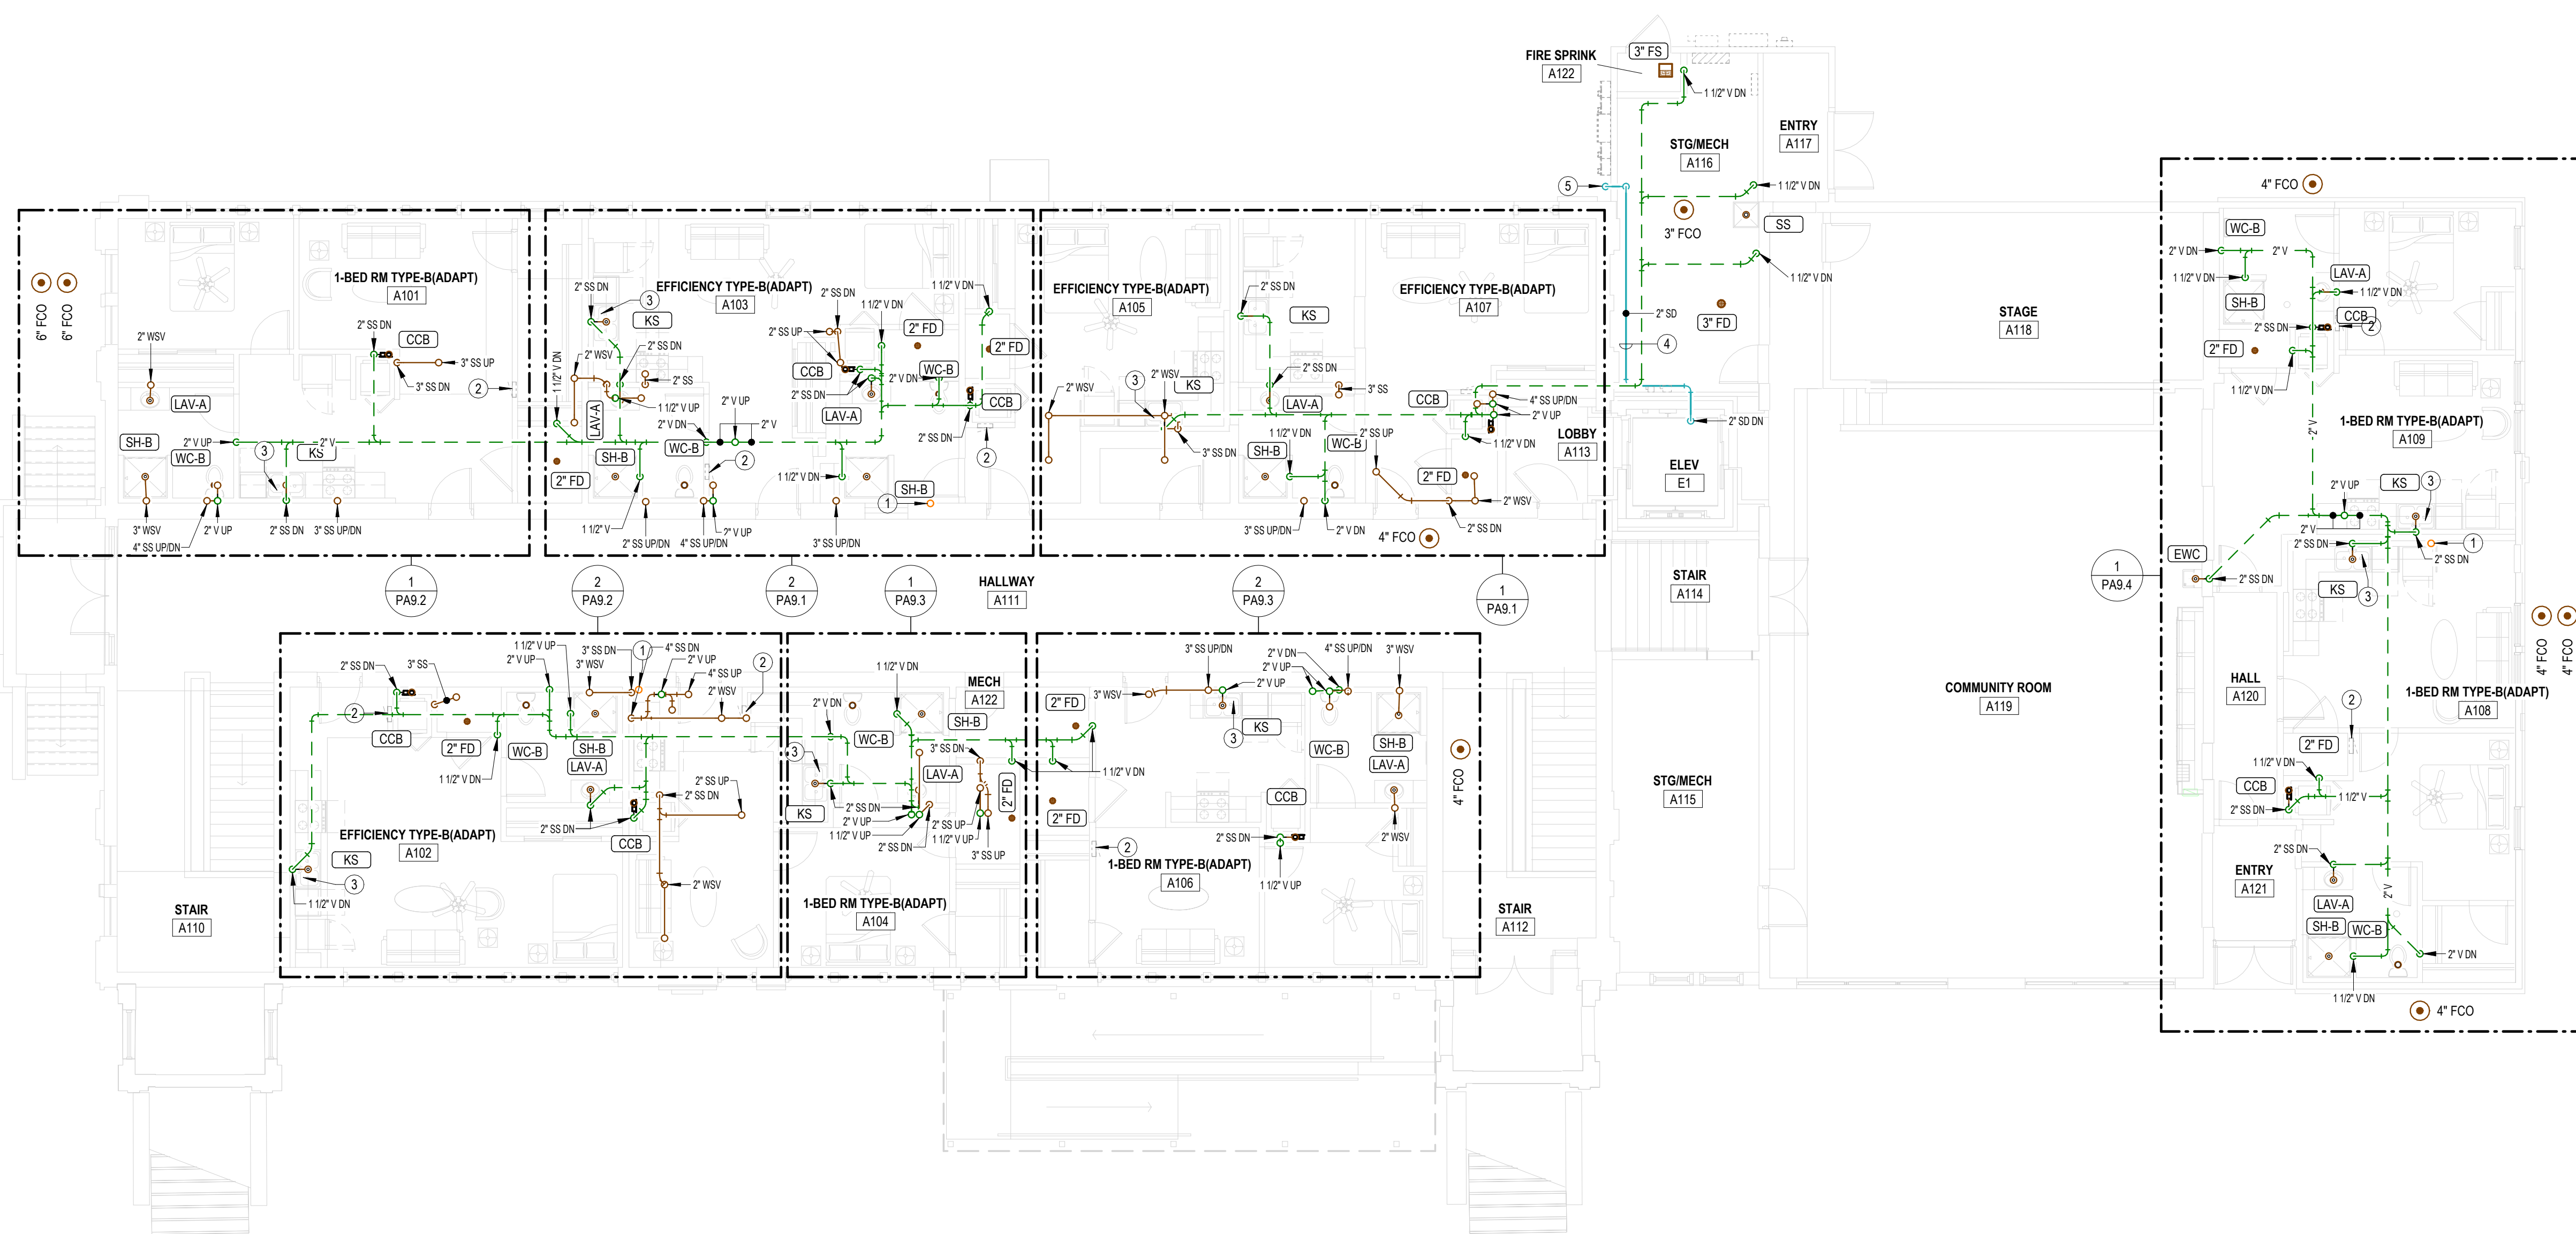 FIRE SPRINK
A122
3" FS
1 1/2" V DN
STG/MECH
A116
ENTRY
A117
5
1 1/2" V DN
3" FCO
SS
1 1/2" V DN
2" SD
3" FD
4
2" SD DN
LOBBY
A113
ELEV
E1
STAGE
A118
6" FCO
6" FCO
1-BED RM TYPE-B(ADAPT)
A101
2" WSV
2" SS DN
CCB
3" SS UP
3" SS DN
2
LAV-A
SH-B
2" V UP
WC-B
3
KS
2" V
3" WSV
4" SS UP/DN
2" V UP
2" SS DN
3" SS UP/DN
EFFICIENCY TYPE-B(ADAPT)
A103
2" SS DN
3
KS
2" SS UP
2" SS DN
1 1/2" V DN
1 1/2" V DN
2" FD
2" FD
1 1/2" V DN
2" WSV
2" SS DN
2" SS
CCB
2" V DN
WC-B
2" SS DN
LAV-A
CCB
LAV-A
1 1/2" V UP
2" V UP
2" V DN
2" V
2" SS DN
2
2" FD
SH-B
WC-B
2
1 1/2" V DN
SH-B
1
1 1/2" V
2" SS UP/DN
4" SS UP/DN
2" V UP
3" SS UP/DN
EFFICIENCY TYPE-B(ADAPT)
A105
EFFICIENCY TYPE-B(ADAPT)
A107
2" SS DN
KS
2" WSV
3
2" WSV
KS
2" SS DN
3" SS
LAV-A
CCB
4" SS UP/DN
2" V UP
1 1/2" V DN
3" SS DN
1 1/2" V DN
WC-B
2" SS UP
SH-B
2" FD
2" WSV
3" SS UP/DN
2" V DN
2" SS DN
4" FCO
1
PA9.2
2
PA9.2
2
PA9.1
1
PA9.3
HALLWAY
A111
2
PA9.3
1
PA9.1
STAIR
A114
1
PA9.4
2" SS DN
2
CCB
3" SS
2" FD
1 1/2" V DN
1 1/2" V UP
2" V UP
3" SS DN
3" WSV
1
4" SS DN
2" V UP
4" SS UP
2" WSV
2
WC-B
SH-B
LAV-A
2" SS DN
CCB
2" SS UP
2" SS DN
2" WSV
EFFICIENCY TYPE-B(ADAPT)
A102
KS
3
1 1/2" V DN
STAIR
A110
MECH
A122
1 1/2" V DN
2" V DN
SH-B
WC-B
3
3" SS DN
LAV-A
2" FD
KS
2" SS DN
2" V UP
1 1/2" V UP
2" SS DN
2" SS UP
1 1/2" V UP
3" SS UP
1-BED RM TYPE-B(ADAPT)
A104
3" SS UP/DN
2" V DN
2" V UP
4" SS UP/DN
3" WSV
2" V UP
3" WSV
2" FD
KS
3
WC-B
SH-B
LAV-A
1 1/2" V DN
2" FD
CCB
2" SS DN
2" WSV
2
1 1/2" V UP
1-BED RM TYPE-B(ADAPT)
A106
4" FCO
STAIR
A112
STG/MECH
A115
COMMUNITY ROOM
A119
4" FCO
WC-B
2" V DN
2" V
1 1/2" V DN
LAV-A
1 1/2" V DN
SH-B
CCB
2" SS DN
2
2" FD
1 1/2" V DN
2" V
1-BED RM TYPE-B(ADAPT)
A109
2" V UP
KS
3
2" V
2" SS DN
1
2" SS DN
EWC
2" SS DN
KS
3
4" FCO
4" FCO
HALL
A120
1-BED RM TYPE-B(ADAPT)
A108
2
2" FD
1 1/2" V DN
CCB
1 1/2" V
2" SS DN
2" SS DN
ENTRY
A121
LAV-A
2" V
SH-B
WC-B
2" V DN
1 1/2" V DN
4" FCO